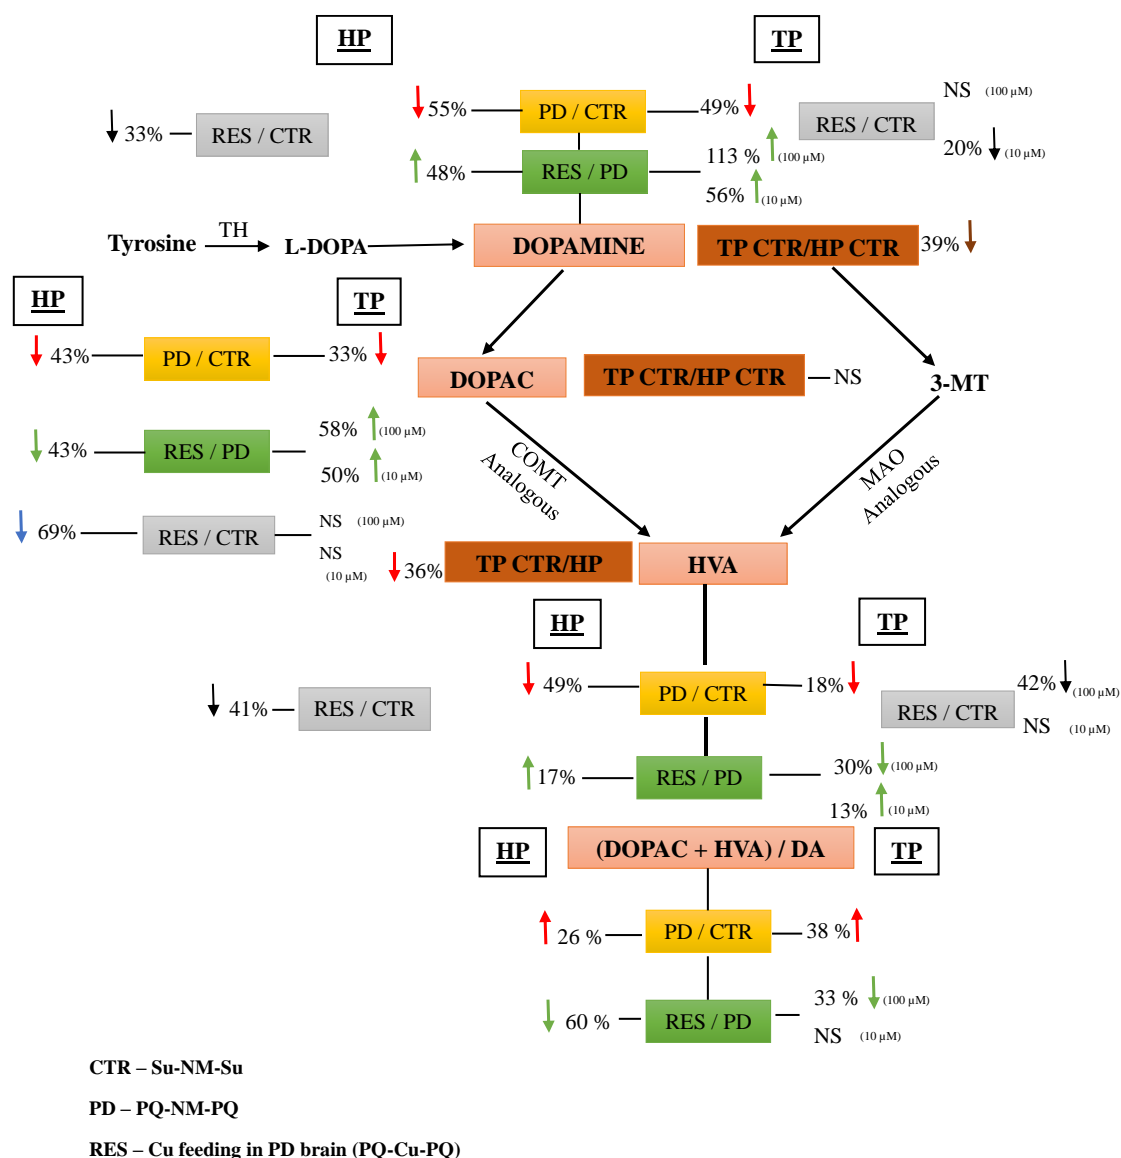 HP
TP
NS (100 µM)
55%
PD / CTR
49%
33%
RES / CTR
RES / CTR
20% (10 µM)
48%
RES / PD
113 % (100 µM)
56% (10 µM)
Tyrosine
TH
L-DOPA
DOPAMINE
TP CTR/HP CTR
39%
HP
TP
43%
PD / CTR
33%
DOPAC
TP CTR/HP CTR
NS
3-MT
43%
RES / PD
58% (100 µM)
50% (10 µM)
COMT
Analogous
MAO
Analogous
69%
RES / CTR
NS (100 µM)
NS
(10 µM)
36%
TP CTR/HP
HVA
HP
TP
49%
PD / CTR
18%
42% (100 µM)
41%
RES / CTR
RES / CTR
NS (10 µM)
17%
RES / PD
30% (100 µM)
13% (10 µM)
HP
(DOPAC + HVA) / DA
TP
26 %
PD / CTR
38 %
60 %
RES / PD
33 % (100 µM)
NS (10 µM)
CTR – Su-NM-Su
PD – PQ-NM-PQ
RES – Cu feeding in PD brain (PQ-Cu-PQ)